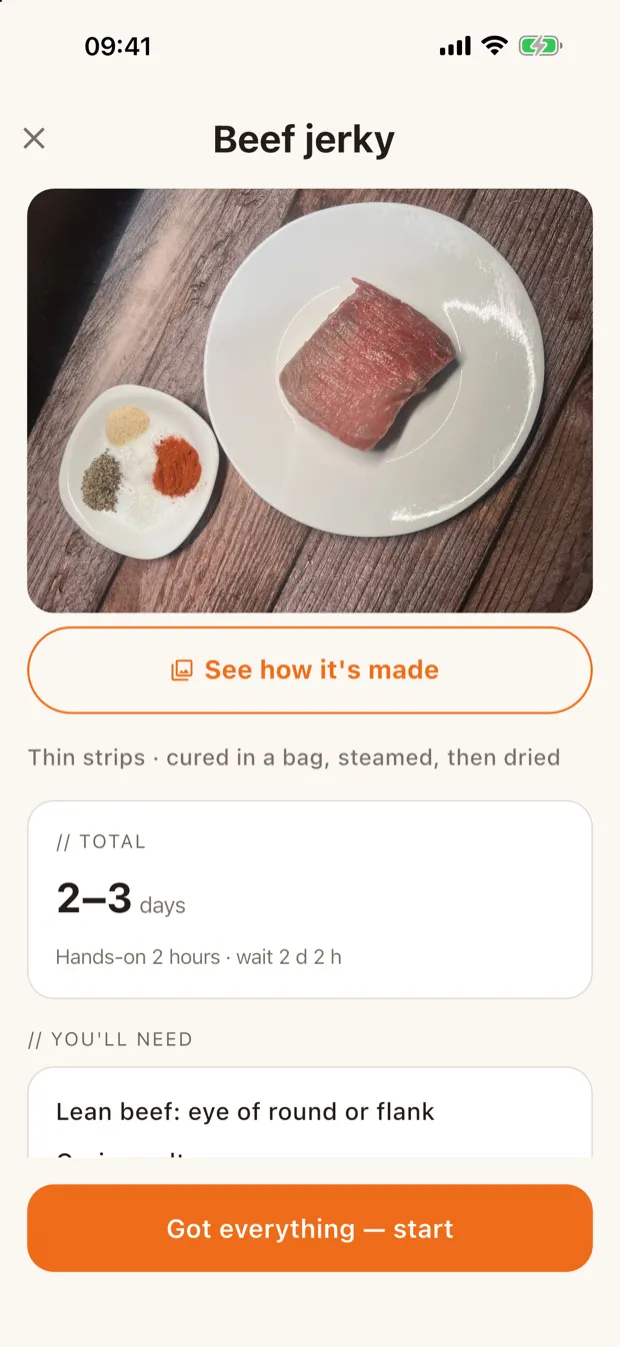 09:41
Beef jerky
See how it's made
Thin strips · cured in a bag, steamed, then dried
// TOTAL
2–3 days
Hands-on 2 hours · wait 2 d 2 h
// YOU'LL NEED
Lean beef: eye of round or flank
Got everything — start